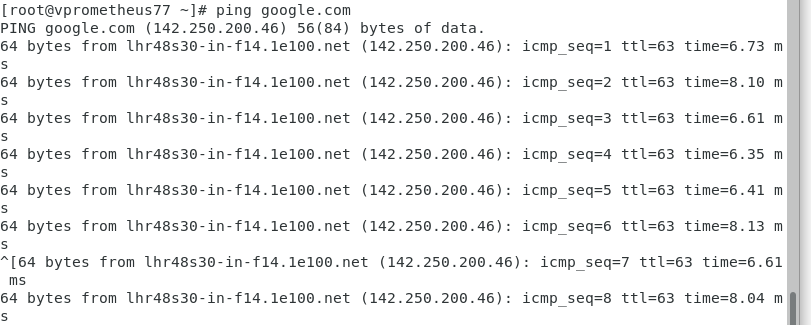 [root@vprometheus77 ~]# ping google.com
PING google.com (142.250.200.46) 56(84) bytes of data.
64 bytes from lhr48s30-in-f14.1e100.net (142.250.200.46): icmp_seq=1 ttl=63 time=6.73 m
s
64 bytes from lhr48s30-in-f14.1e100.net (142.250.200.46): icmp_seq=2 ttl=63 time=8.10 m
s
64 bytes from lhr48s30-in-f14.1e100.net (142.250.200.46): icmp_seq=3 ttl=63 time=6.61 m
s
64 bytes from lhr48s30-in-f14.1e100.net (142.250.200.46): icmp_seq=4 ttl=63 time=6.35 m
s
64 bytes from lhr48s30-in-f14.1e100.net (142.250.200.46): icmp_seq=5 ttl=63 time=6.41 m
s
64 bytes from lhr48s30-in-f14.1e100.net (142.250.200.46): icmp_seq=6 ttl=63 time=8.13 m
s
^[64 bytes from lhr48s30-in-f14.1e100.net (142.250.200.46): icmp_seq=7 ttl=63 time=6.61
 ms
64 bytes from lhr48s30-in-f14.1e100.net (142.250.200.46): icmp_seq=8 ttl=63 time=8.04 m
s